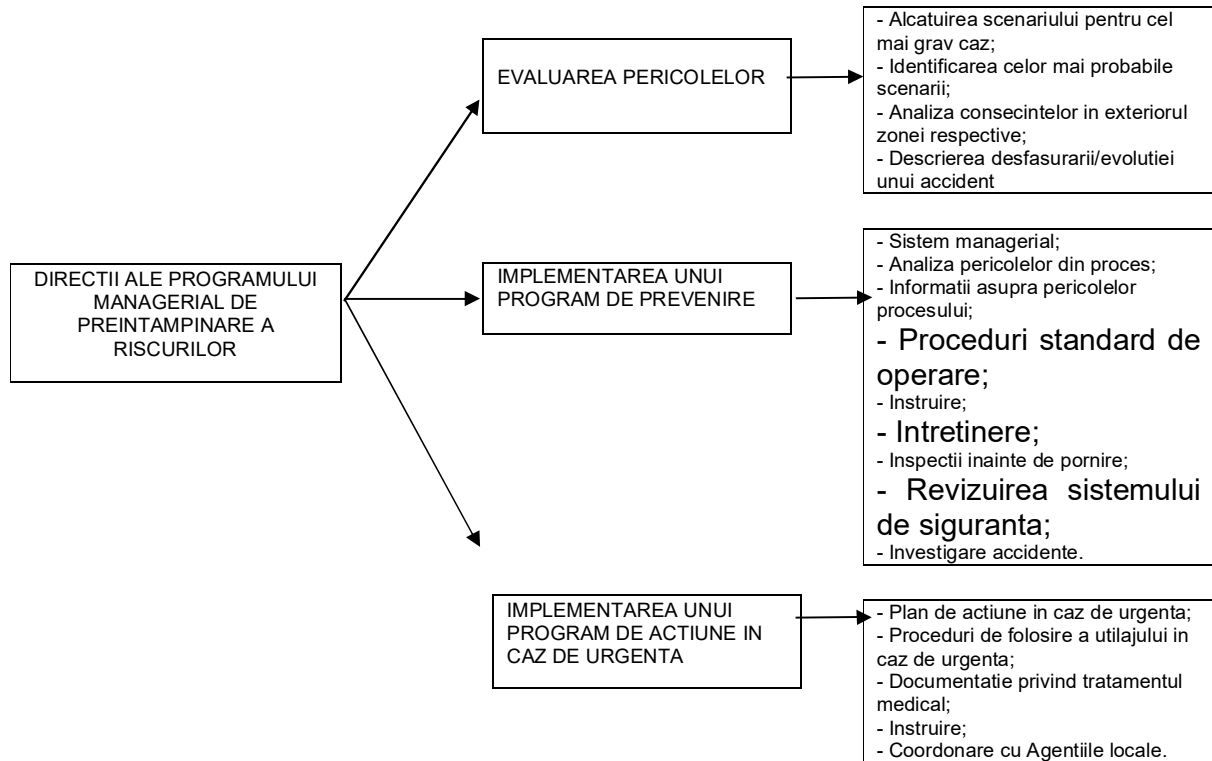 DIRECTII ALE PROGRAMULUI
MANAGERIAL DE
PREINTAMPINARE A
RISCURILOR
EVALUAREA PERICOLELOR
- Alcatuirea scenariului pentru cel
mai grav caz;
- Identificarea celor mai probabile
scenarii;
- Analiza consecintelor in exteriorul
zonei respective;
- Descrierea desfasurarii/evolutiei
unui accident
IMPLEMENTAREA UNUI
PROGRAM DE PREVENIRE
- Sistem managerial;
- Analiza pericolelor din proces;
- Informatii asupra pericolelor
procesului;
- Proceduri standard de
operare;
- Instruire;
- Intretinere;
- Inspectii inainte de pornire;
- Revizuirea sistemului
de siguranta;
- Investigare accidente.
IMPLEMENTAREA UNUI
PROGRAM DE ACTIUNE IN
CAZ DE URGENTA
- Plan de actiune in caz de urgenta;
- Proceduri de folosire a utilajului in
caz de urgenta;
- Documentatie privind tratamentul
medical;
- Instruire;
- Coordonare cu Agentiile locale.